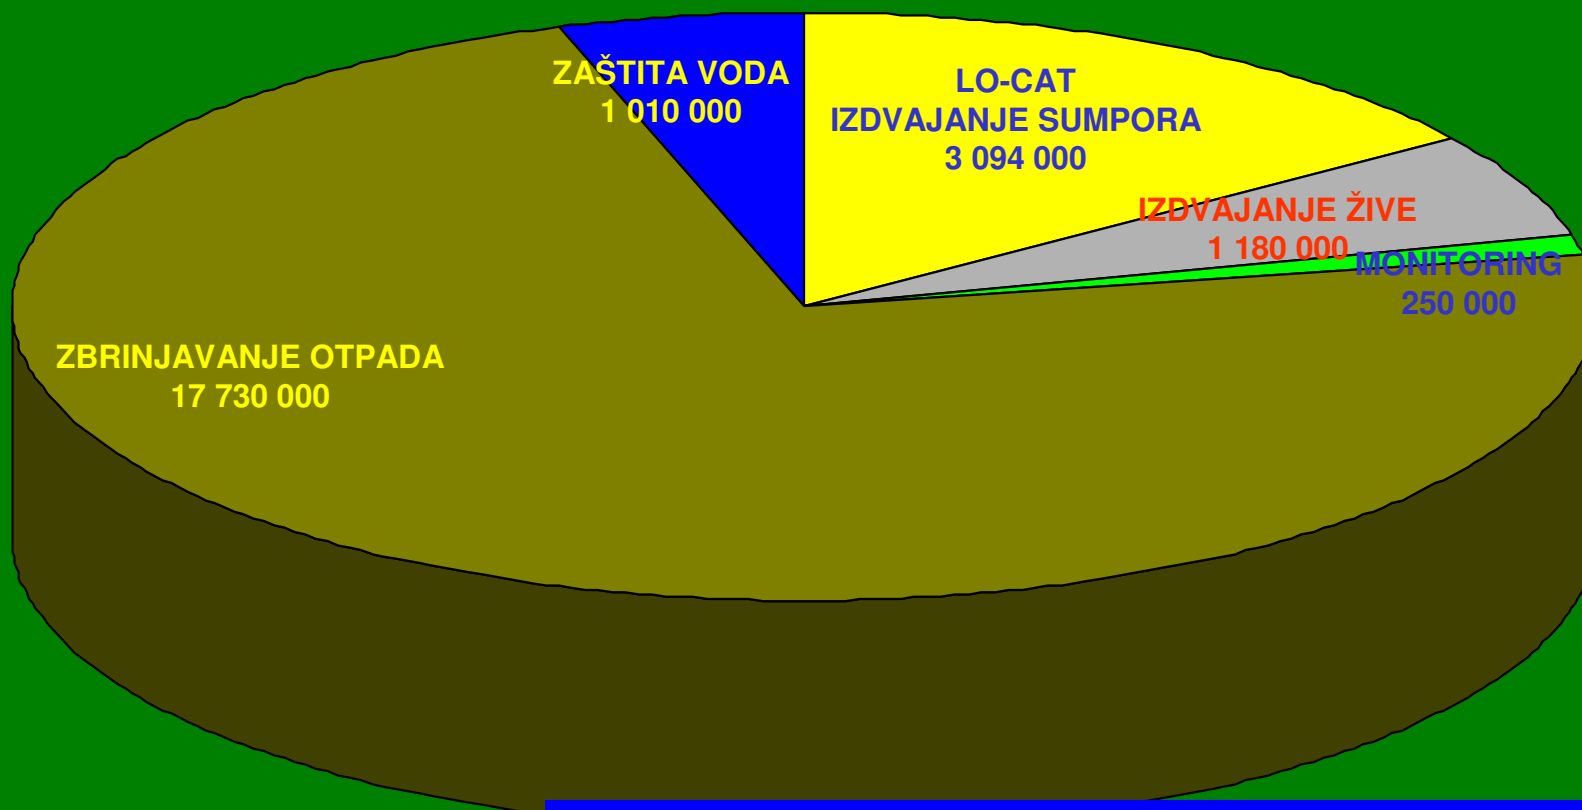 ZAŠTITA VODA
1 010 000
LO-CAT
IZDVAJANJE SUMPORA
3 094 000
IZDVAJANJE ŽIVE
1 180 000
MONITORING
250 000
ZBRINJAVANJE OTPADA
17 730 000